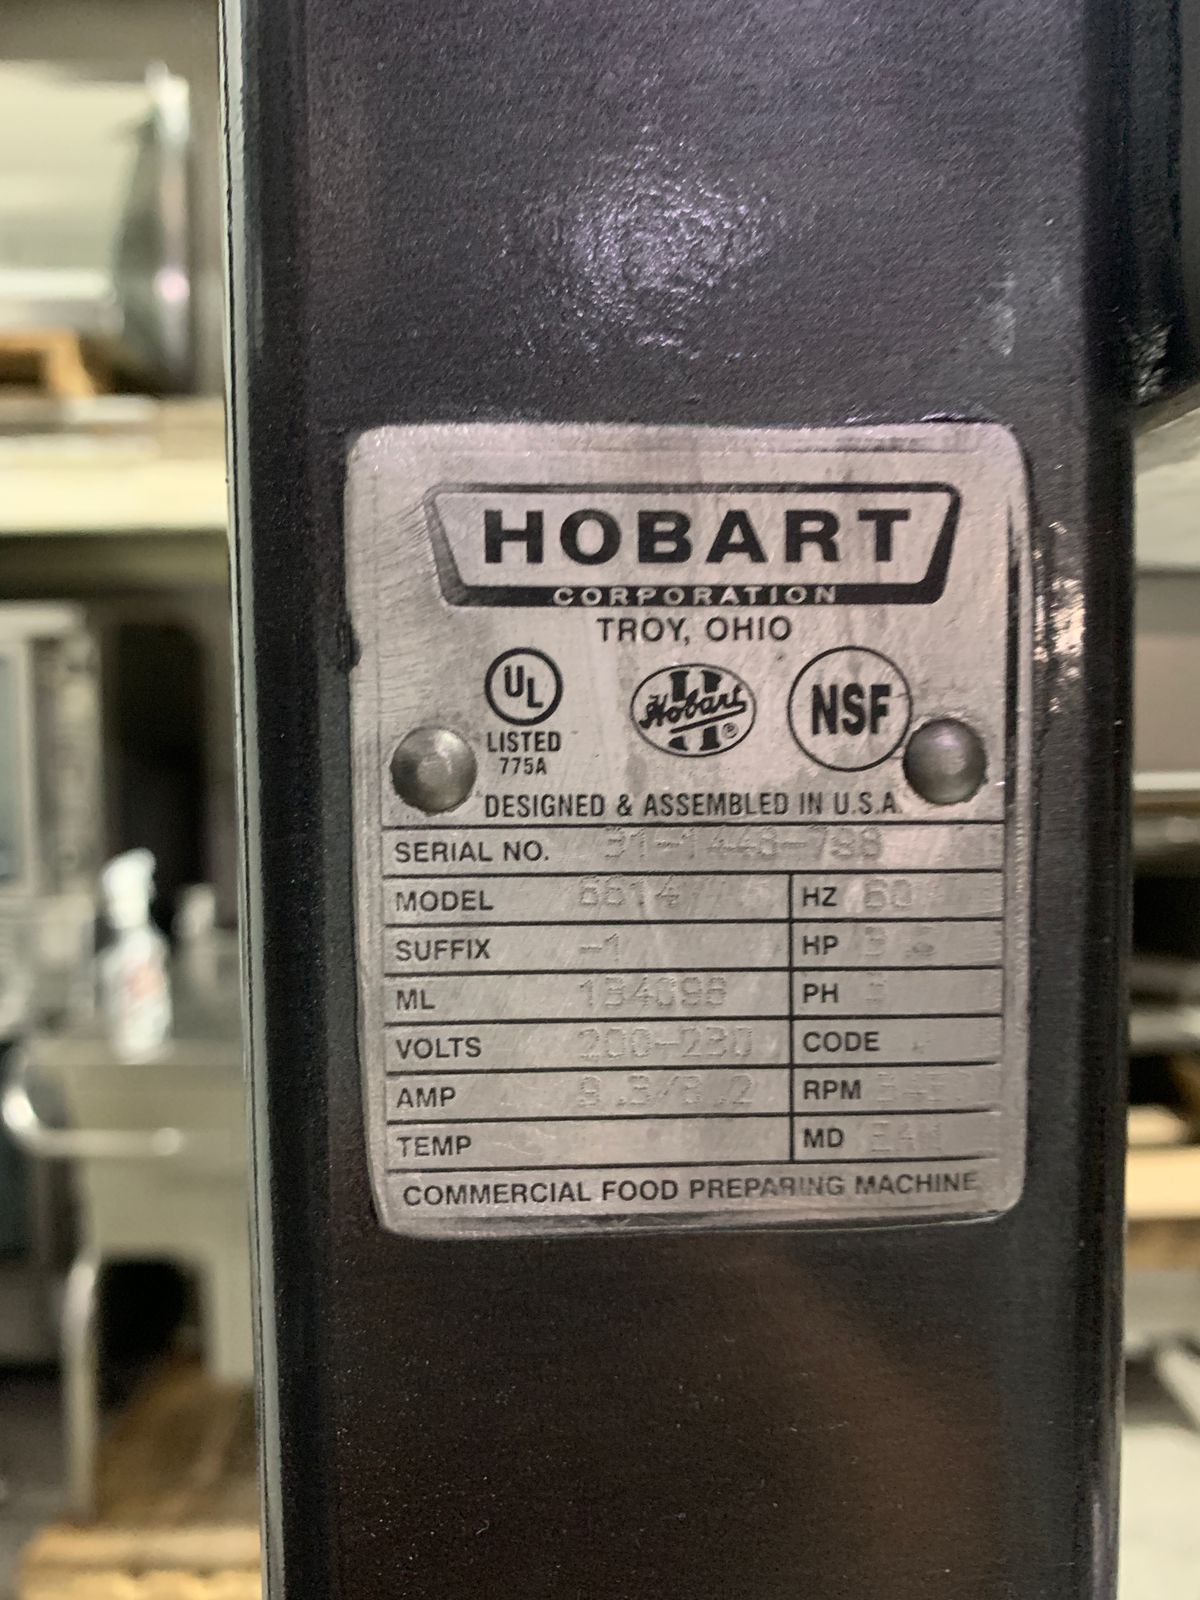 HOBART
CORPORATION
TROY, OHIO
UL
LISTED
775A
Hobart ®
NSF
DESIGNED & ASSEMBLED IN U.S.A.
SERIAL NO.
MODEL 6614 HZ 60
SUFFIX -1 HP
ML 134098 PH
VOLTS 200-230 CODE
AMP RPM
TEMP MD
COMMERCIAL FOOD PREPARING MACHINE